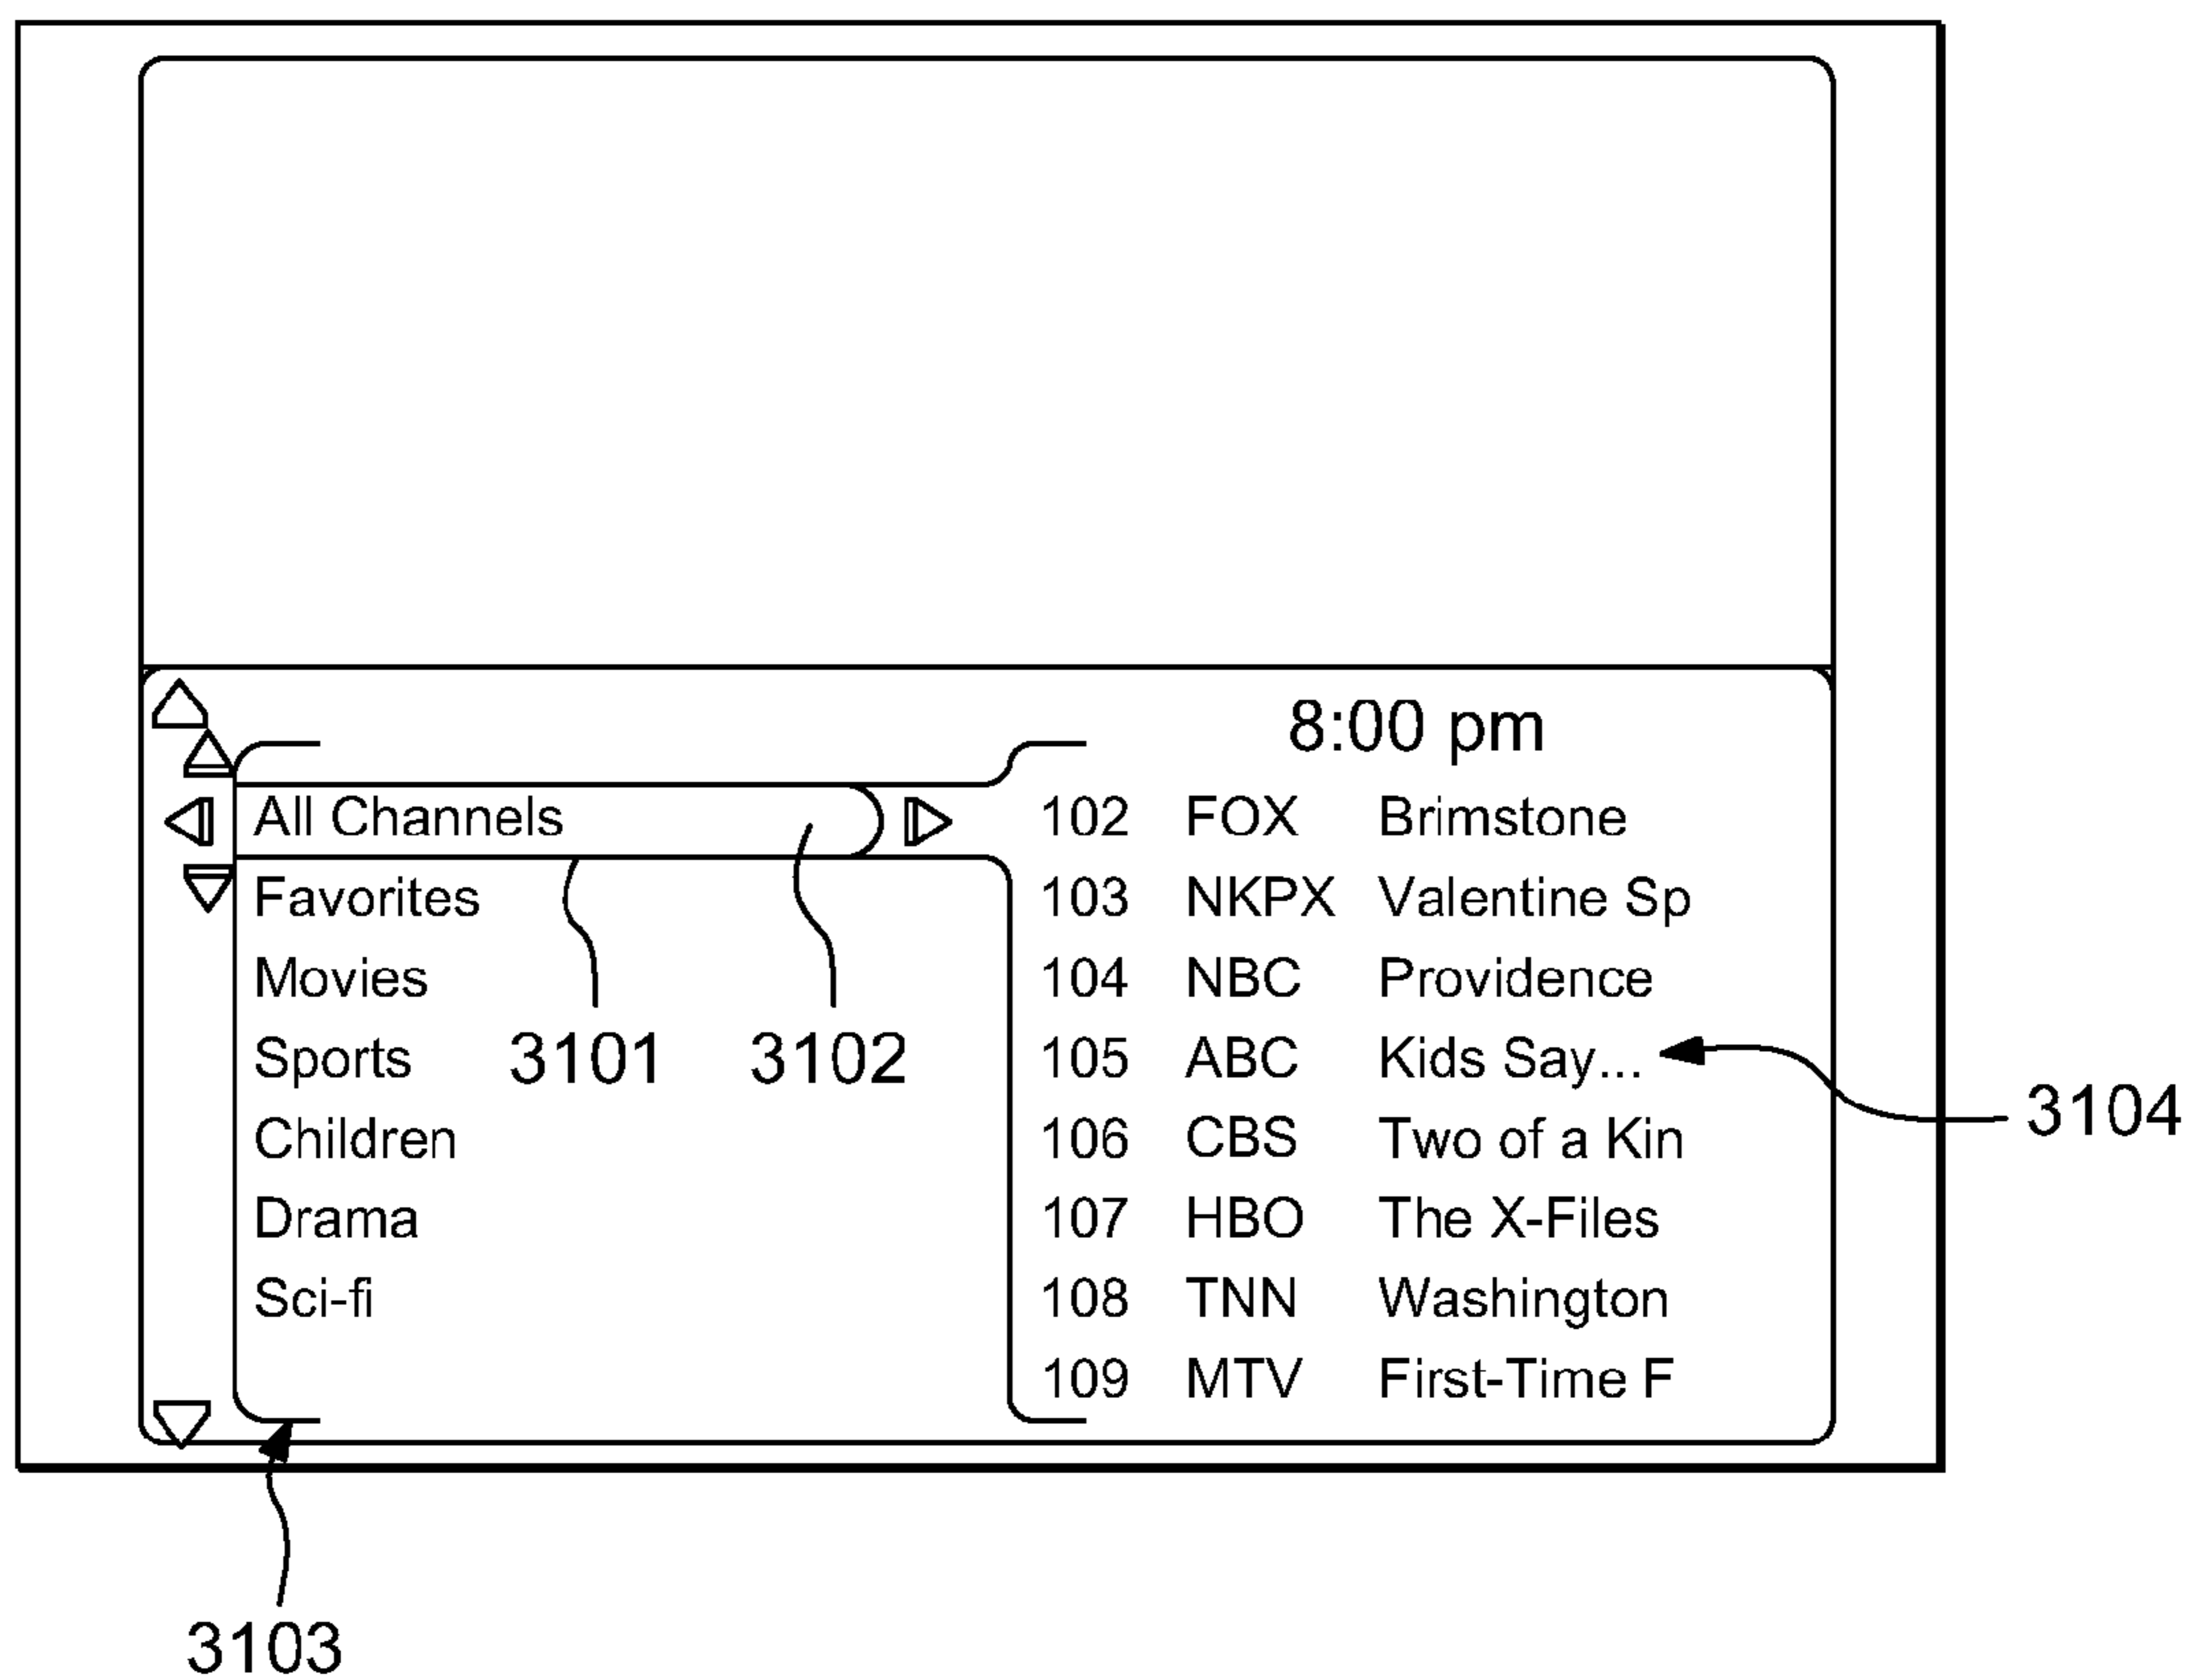 8:00 pm
All Channels 102 FOX Brimstone
Favorites 103 NKPX Valentine Sp
Movies 104 NBC Providence
Sports 3101 3102 105 ABC Kids Say...
3104
Children 106 CBS Two of a Kin
Drama 107 HBO The X-Files
Sci-fi 108 TNN Washington
109 MTV First-Time F
3103